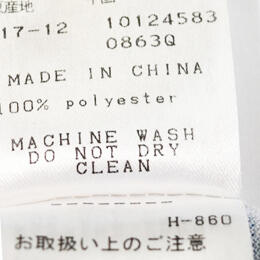 産地
17-12 10124583
0863Q
MADE IN CHINA
100% polyester
MACHINE WASH
DO NOT DRY
CLEAN
H-860
お取扱い上のご注意